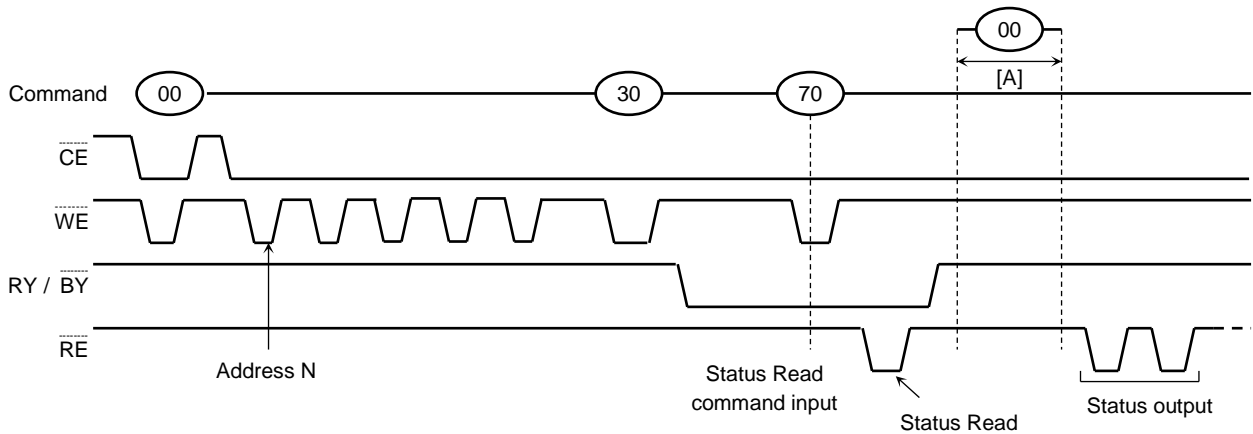 00
[A]
Command
00
30
70
CE
WE
RY / BY
RE
Address N
Status Read
command input
Status Read
Status output